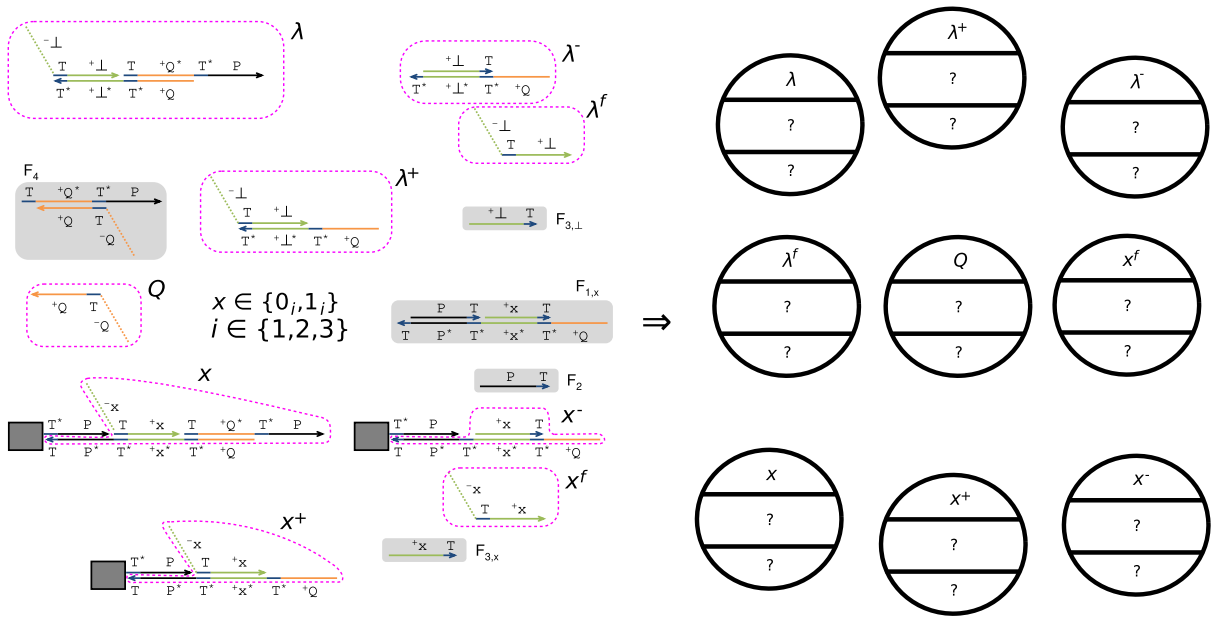 λ
⁻⊥
T ⁺⊥ T ⁺Q* T* P
T* ⁺⊥* T* ⁺Q
λ⁻
⁺⊥ T
T* ⁺⊥* T* ⁺Q
λᶠ
⁻⊥
T ⁺⊥
F₄
T ⁺Q* T* P
⁺Q T
⁻Q
λ⁺
⁻⊥
T ⁺⊥
T* ⁺⊥* T* ⁺Q
⁺⊥ T
F₃,⊥
Q
⁺Q T
⁻Q
x ∈ {0ᵢ,1ᵢ}
i ∈ {1,2,3}
F₁,ₓ
P T ⁺x T
T P* T* ⁺x* T* ⁺Q
⇒
P T
F₂
x
⁻x
T* P T ⁺x T ⁺Q* T* P
T P* T* ⁺x* T* ⁺Q
x⁻
T* P ⁺x T
T P* T* ⁺x* T* ⁺Q
xᶠ
⁻x
T ⁺x
x⁺
⁻x
T* P T ⁺x
T P* T* ⁺x* T* ⁺Q
⁺x T
F₃,ₓ
λ
?
?
λ⁺
?
?
λ⁻
?
?
λᶠ
?
?
Q
?
?
xᶠ
?
?
x
?
?
x⁺
?
?
x⁻
?
?